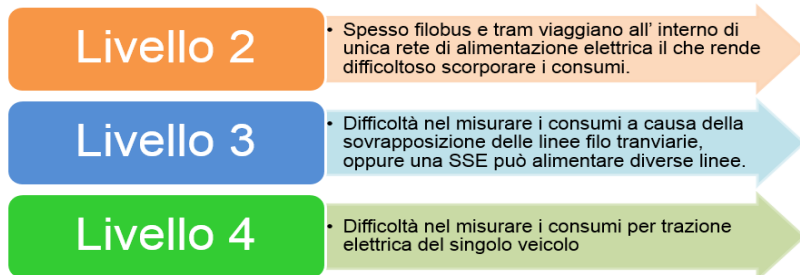 Livello 2
• Spesso filobus e tram viaggiano all’ interno di
unica rete di alimentazione elettrica il che rende
difficoltoso scorporare i consumi.
Livello 3
• Difficoltà nel misurare i consumi a causa della
sovrapposizione delle linee filo tranviarie,
oppure una SSE può alimentare diverse linee.
Livello 4
• Difficoltà nel misurare i consumi per trazione
elettrica del singolo veicolo